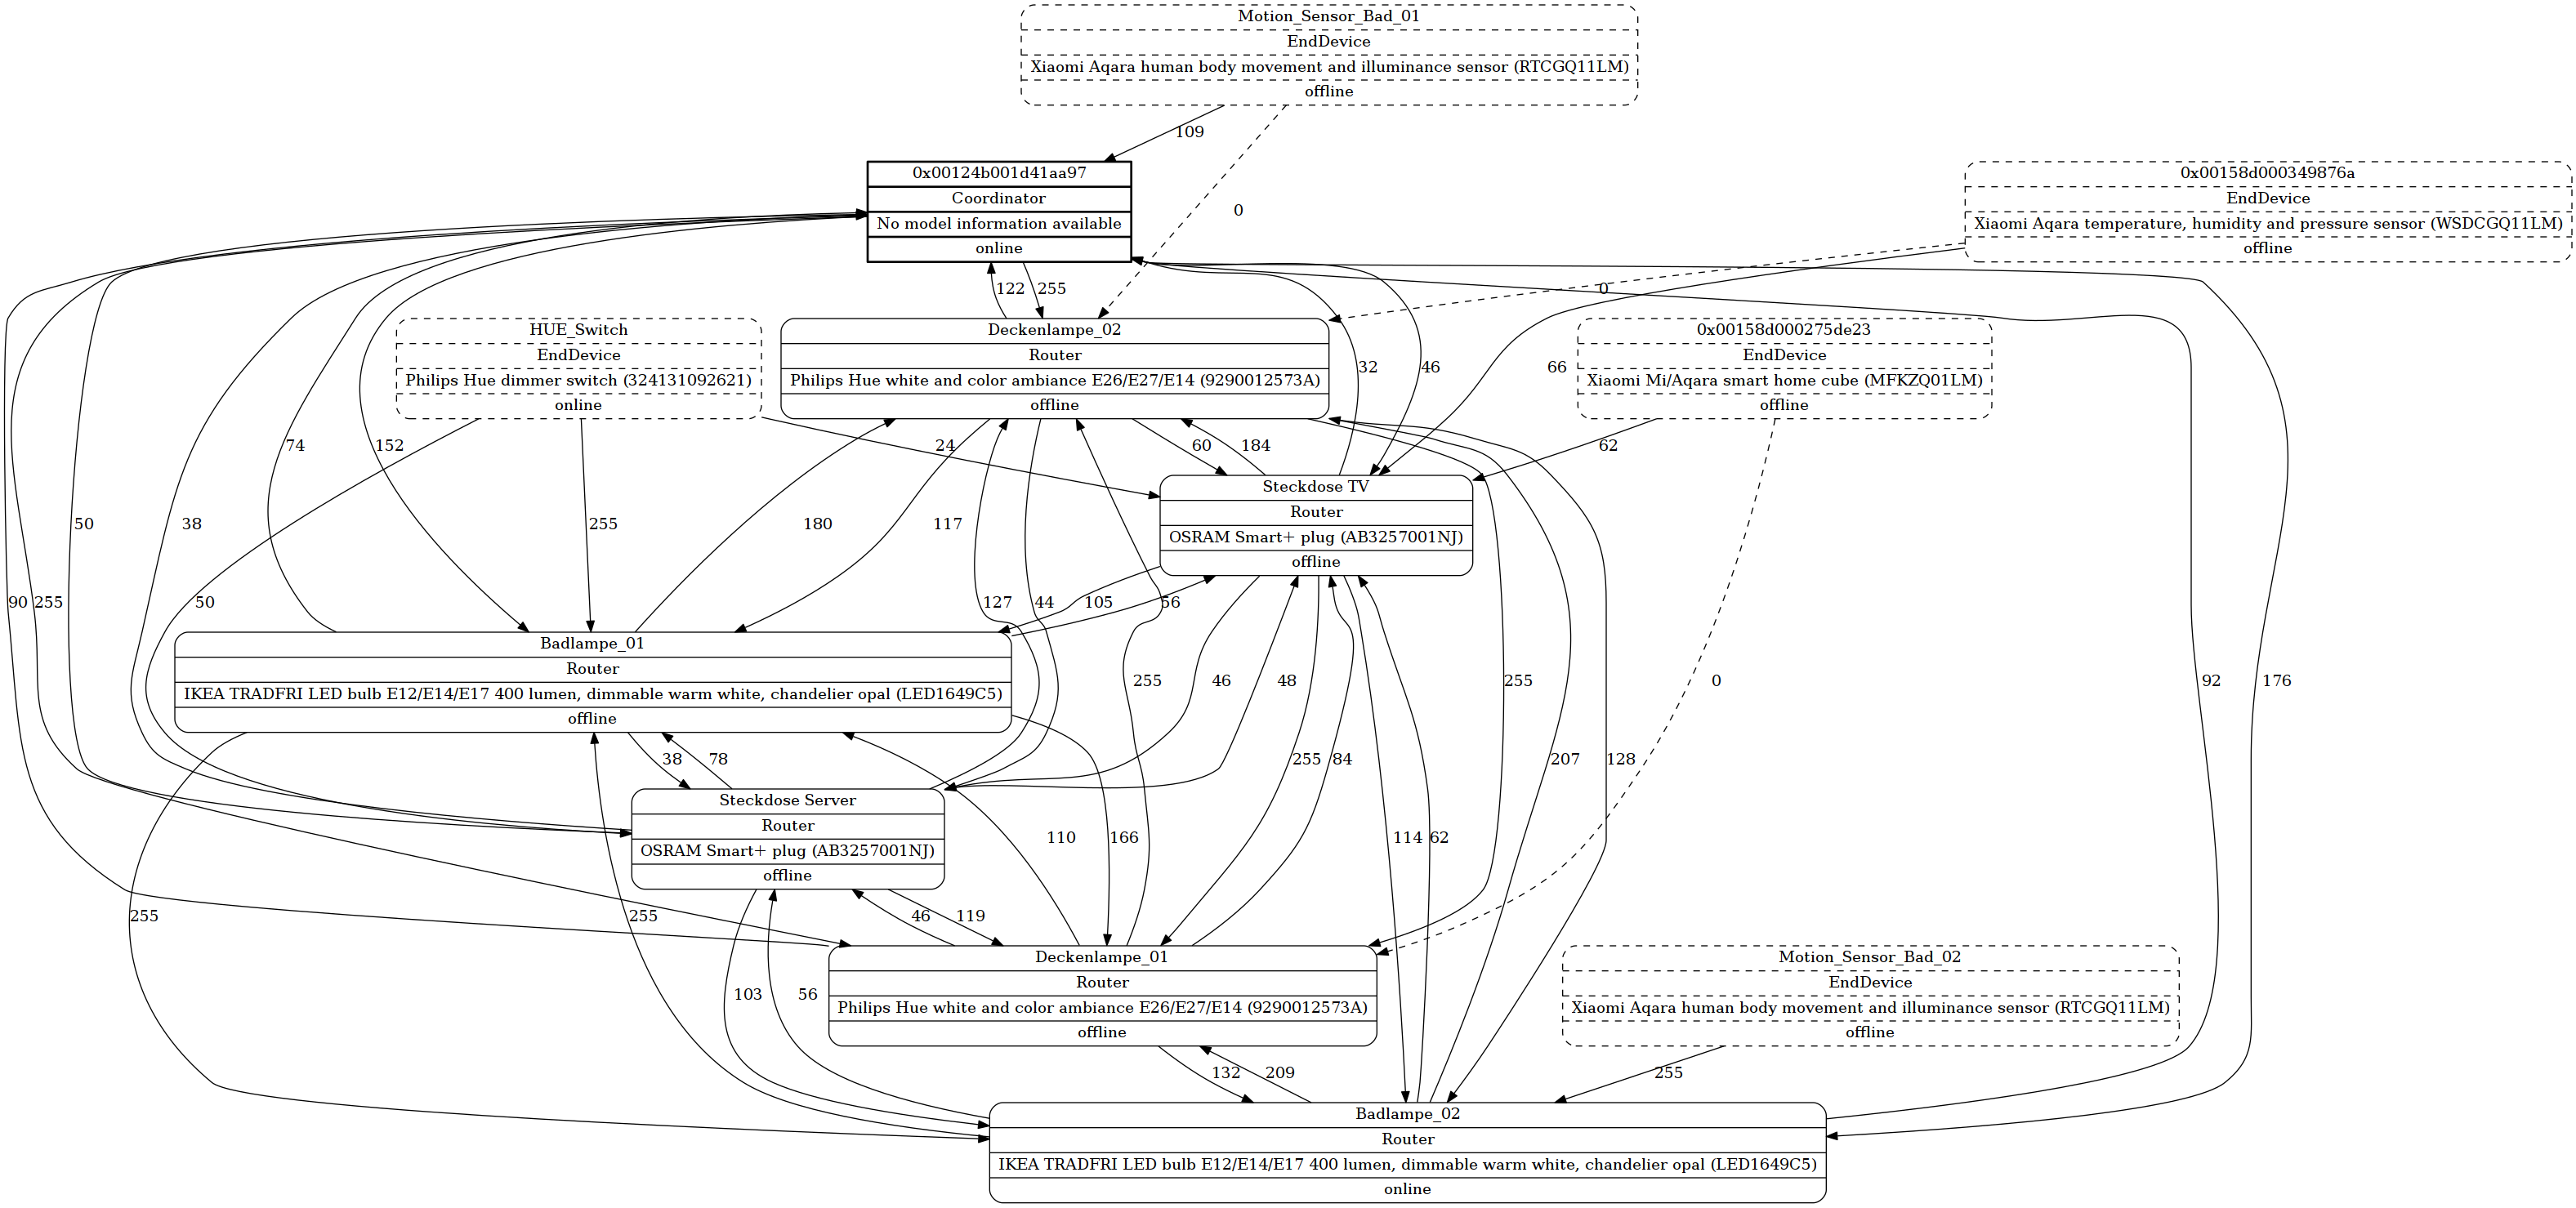 Motion_Sensor_Bad_01
EndDevice
Xiaomi Aqara human body movement and illuminance sensor (RTCGQ11LM)
offline
109
0x00124b001d41aa97
Coordinator
No model information available
online
0
0x00158d000349876a
EndDevice
Xiaomi Aqara temperature, humidity and pressure sensor (WSDCGQ11LM)
offline
122
255
0
HUE_Switch
EndDevice
Philips Hue dimmer switch (324131092621)
online
Deckenlampe_02
Router
Philips Hue white and color ambiance E26/E27/E14 (9290012573A)
offline
32
46
66
0x00158d000275de23
EndDevice
Xiaomi Mi/Aqara smart home cube (MFKZQ01LM)
offline
74
152
24
60
184
62
Steckdose TV
Router
OSRAM Smart+ plug (AB3257001NJ)
offline
50
38
255
180
117
90
255
50
127
44
105
56
Badlampe_01
Router
IKEA TRADFRI LED bulb E12/E14/E17 400 lumen, dimmable warm white, chandelier opal (LED1649C5)
offline
255
46
48
255
0
92
176
38
78
255
84
207
128
Steckdose Server
Router
OSRAM Smart+ plug (AB3257001NJ)
offline
110
166
114
62
255
255
46
119
Deckenlampe_01
Router
Philips Hue white and color ambiance E26/E27/E14 (9290012573A)
offline
103
56
Motion_Sensor_Bad_02
EndDevice
Xiaomi Aqara human body movement and illuminance sensor (RTCGQ11LM)
offline
132
209
255
Badlampe_02
Router
IKEA TRADFRI LED bulb E12/E14/E17 400 lumen, dimmable warm white, chandelier opal (LED1649C5)
online